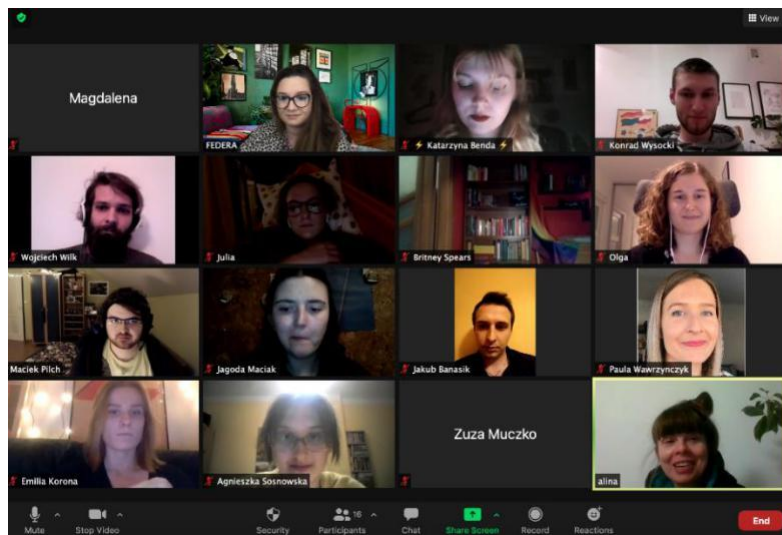 View
Magdalena
FEDERA
⚡ Katarzyna Benda ⚡
Konrad Wysocki
Wojciech Wilk
Julia
Britney Spears
Olga
Maciek Pilch
Jagoda Maciak
Jakub Banasik
Paula Wawrzynczyk
Emilia Korona
Agnieszka Sosnowska
Zuza Muczko
alina
Mute
Stop Video
Security
Participants
16
Chat
Share Screen
Record
Reactions
End